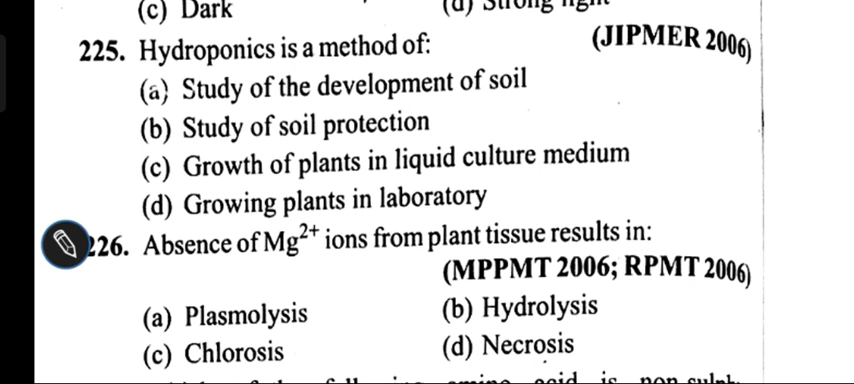 (c) Dark
225. Hydroponics is a method of:
(JIPMER 2006)
(a) Study of the development of soil
(b) Study of soil protection
(c) Growth of plants in liquid culture medium
(d) Growing plants in laboratory
226. Absence of Mg²⁺ ions from plant tissue results in:
(MPPMT 2006; RPMT 2006)
(a) Plasmolysis (b) Hydrolysis
(c) Chlorosis (d) Necrosis